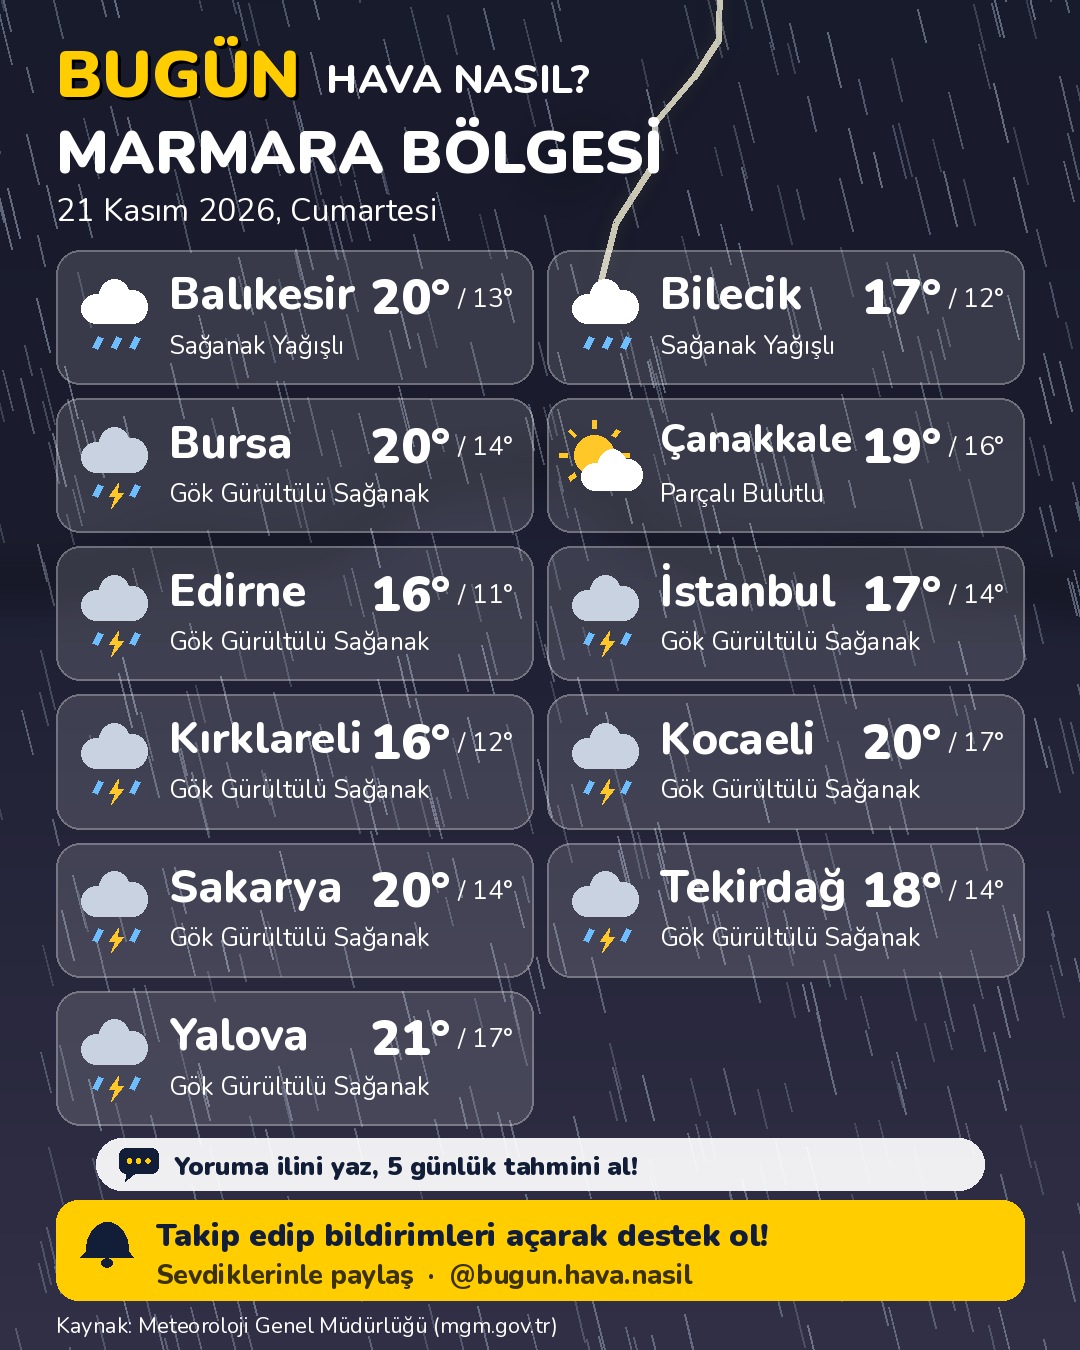 BUGÜN HAVA NASIL?
MARMARA BÖLGESİ
21 Kasım 2026, Cumartesi
Balıkesir 20° / 13°
Sağanak Yağışlı
Bilecik 17° / 12°
Sağanak Yağışlı
Bursa 20° / 14°
Gök Gürültülü Sağanak
Çanakkale 19° / 16°
Parçalı Bulutlu
Edirne 16° / 11°
Gök Gürültülü Sağanak
İstanbul 17° / 14°
Gök Gürültülü Sağanak
Kırklareli 16° / 12°
Gök Gürültülü Sağanak
Kocaeli 20° / 17°
Gök Gürültülü Sağanak
Sakarya 20° / 14°
Gök Gürültülü Sağanak
Tekirdağ 18° / 14°
Gök Gürültülü Sağanak
Yalova 21° / 17°
Gök Gürültülü Sağanak
Yoruma ilini yaz, 5 günlük tahmini al!
Takip edip bildirimleri açarak destek ol!
Sevdiklerinle paylaş · @bugun.hava.nasil
Kaynak: Meteoroloji Genel Müdürlüğü (mgm.gov.tr)